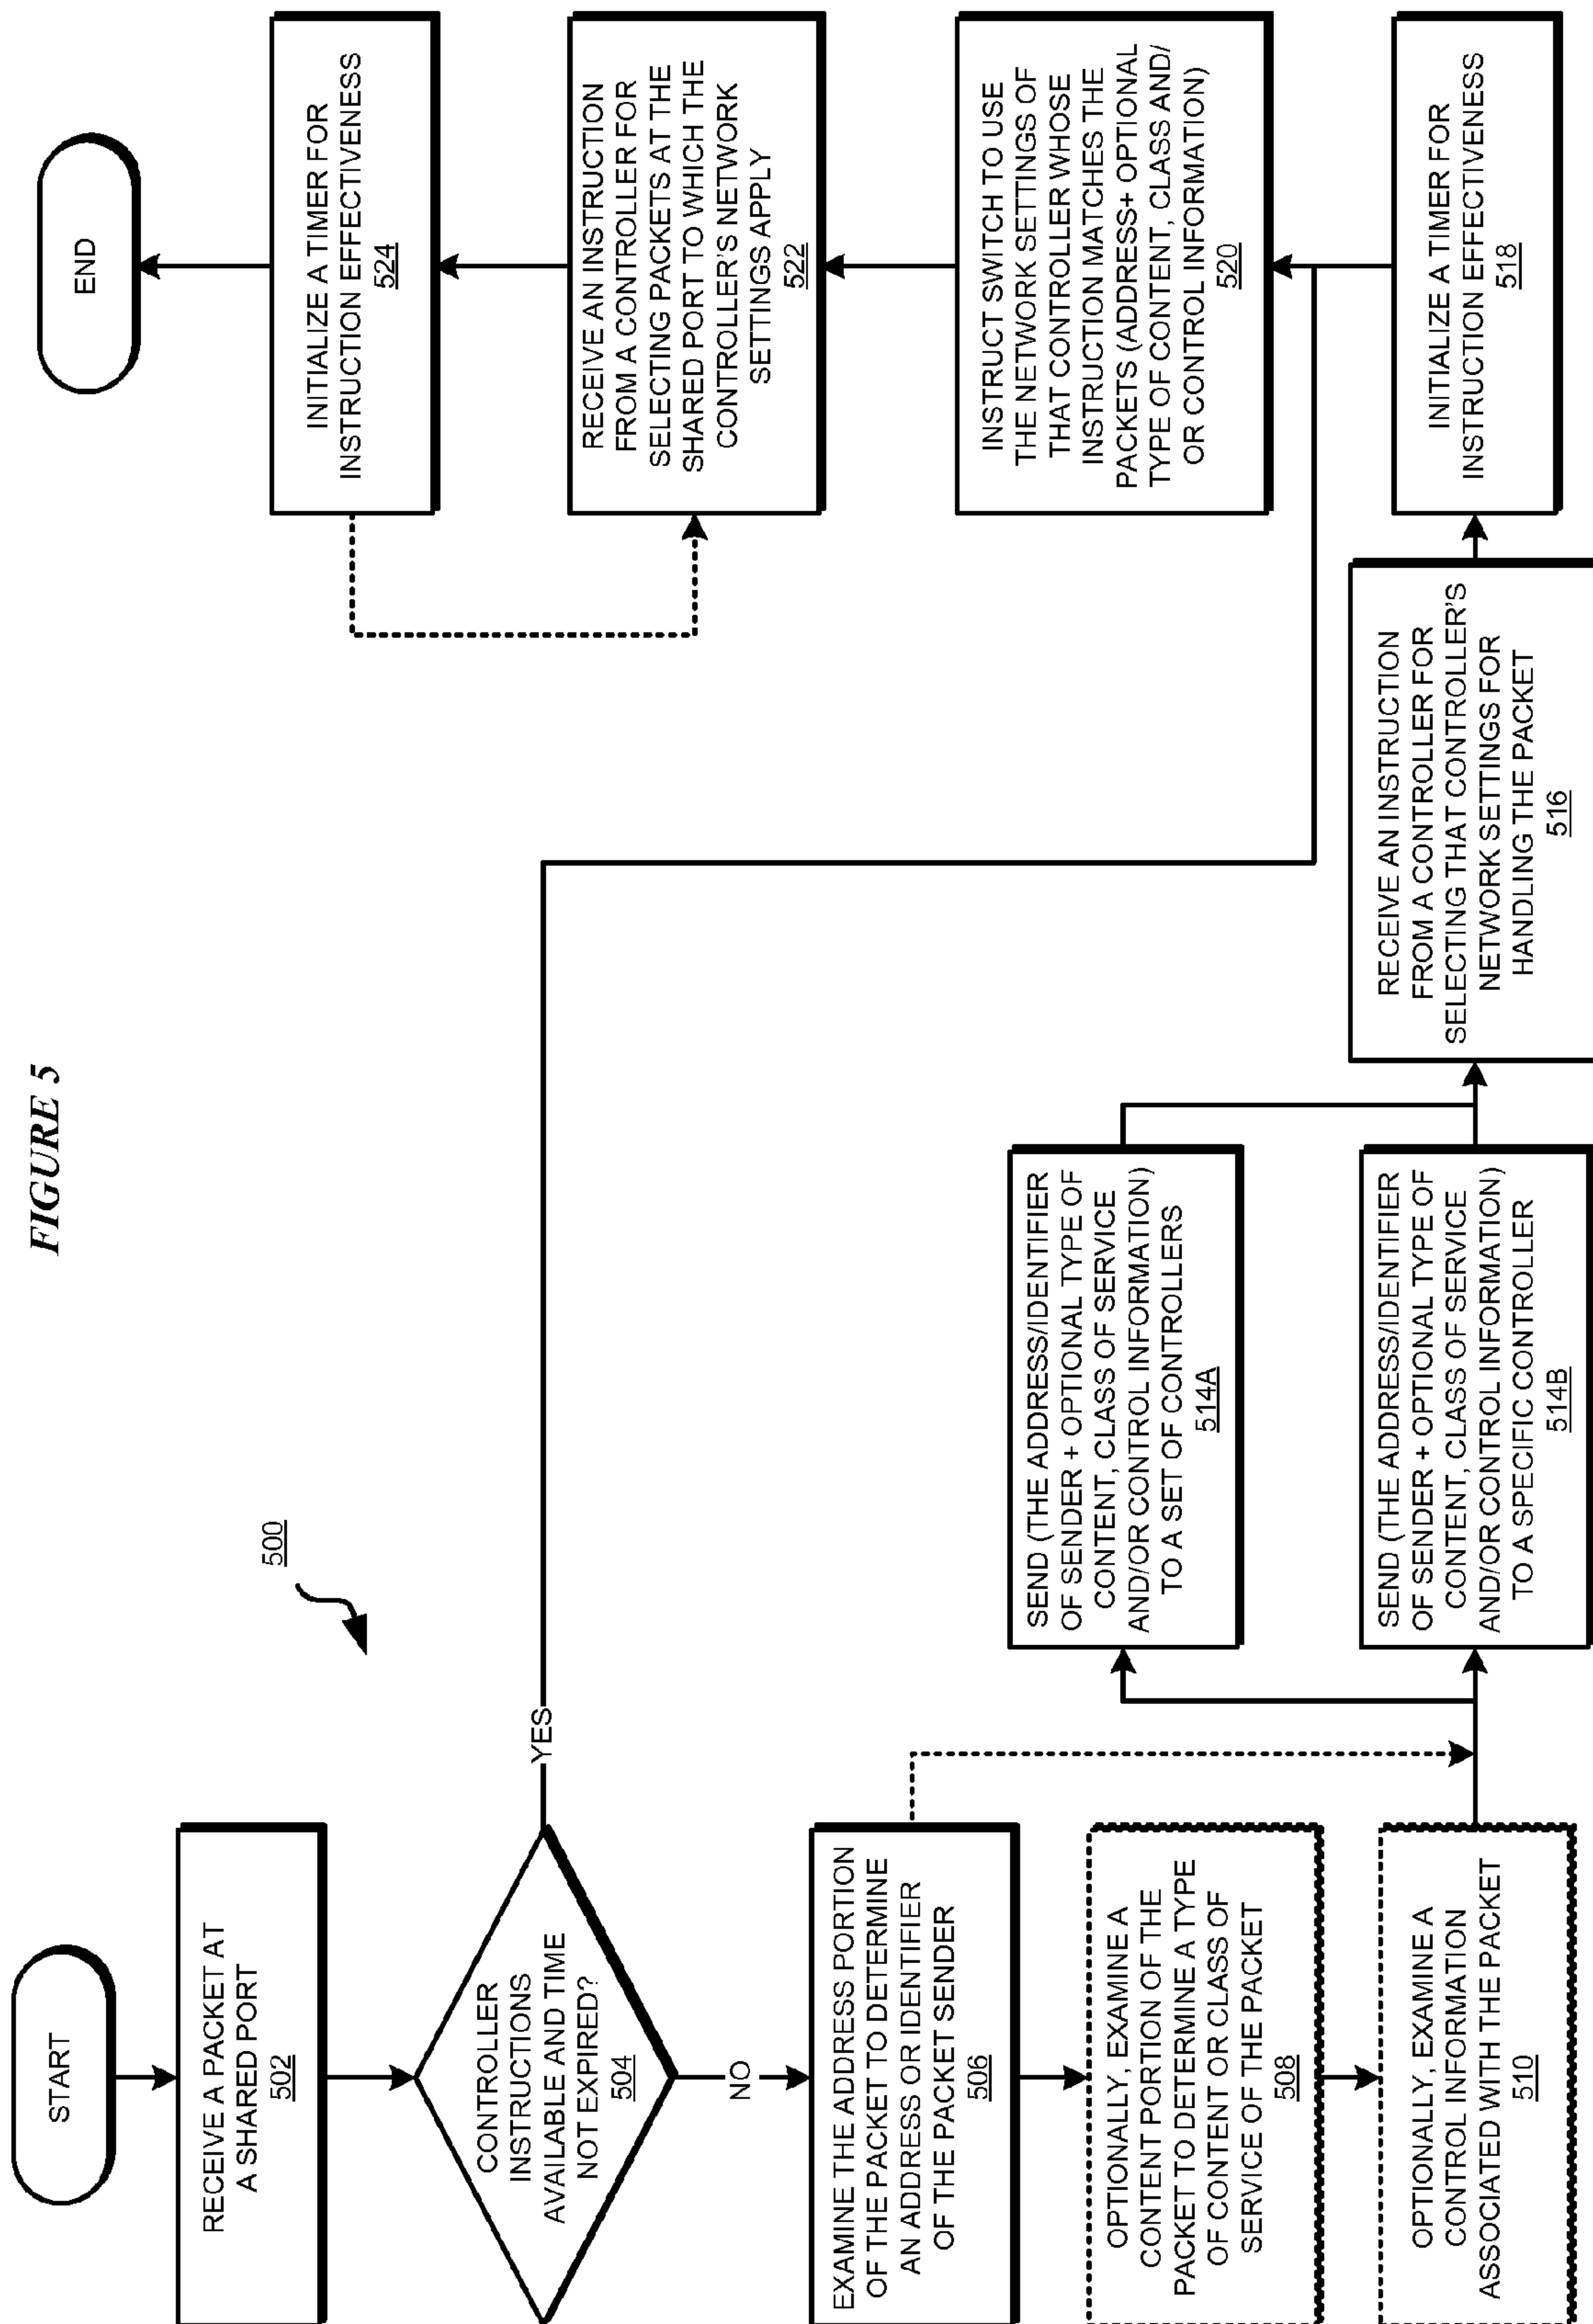 FIGURE 5
500
START
RECEIVE A PACKET AT
A SHARED PORT
502
CONTROLLER
INSTRUCTIONS
AVAILABLE AND TIME
NOT EXPIRED?
504
YES
NO
EXAMINE THE ADDRESS PORTION
OF THE PACKET TO DETERMINE
AN ADDRESS OR IDENTIFIER
OF THE PACKET SENDER
506
OPTIONALLY, EXAMINE A
CONTENT PORTION OF THE
PACKET TO DETERMINE A TYPE
OF CONTENT OR CLASS OF
SERVICE OF THE PACKET
508
OPTIONALLY, EXAMINE A
CONTROL INFORMATION
ASSOCIATED WITH THE PACKET
510
SEND (THE ADDRESS/IDENTIFIER
OF SENDER + OPTIONAL TYPE OF
CONTENT, CLASS OF SERVICE
AND/OR CONTROL INFORMATION)
TO A SET OF CONTROLLERS
514A
SEND (THE ADDRESS/IDENTIFIER
OF SENDER + OPTIONAL TYPE OF
CONTENT, CLASS OF SERVICE
AND/OR CONTROL INFORMATION)
TO A SPECIFIC CONTROLLER
514B
RECEIVE AN INSTRUCTION
FROM A CONTROLLER FOR
SELECTING THAT CONTROLLER'S
NETWORK SETTINGS FOR
HANDLING THE PACKET
516
INITIALIZE A TIMER FOR
INSTRUCTION EFFECTIVENESS
518
INSTRUCT SWITCH TO USE
THE NETWORK SETTINGS OF
THAT CONTROLLER WHOSE
INSTRUCTION MATCHES THE
PACKETS (ADDRESS+ OPTIONAL
TYPE OF CONTENT, CLASS AND/
OR CONTROL INFORMATION)
520
RECEIVE AN INSTRUCTION
FROM A CONTROLLER FOR
SELECTING PACKETS AT THE
SHARED PORT TO WHICH THE
CONTROLLER'S NETWORK
SETTINGS APPLY
522
INITIALIZE A TIMER FOR
INSTRUCTION EFFECTIVENESS
524
END